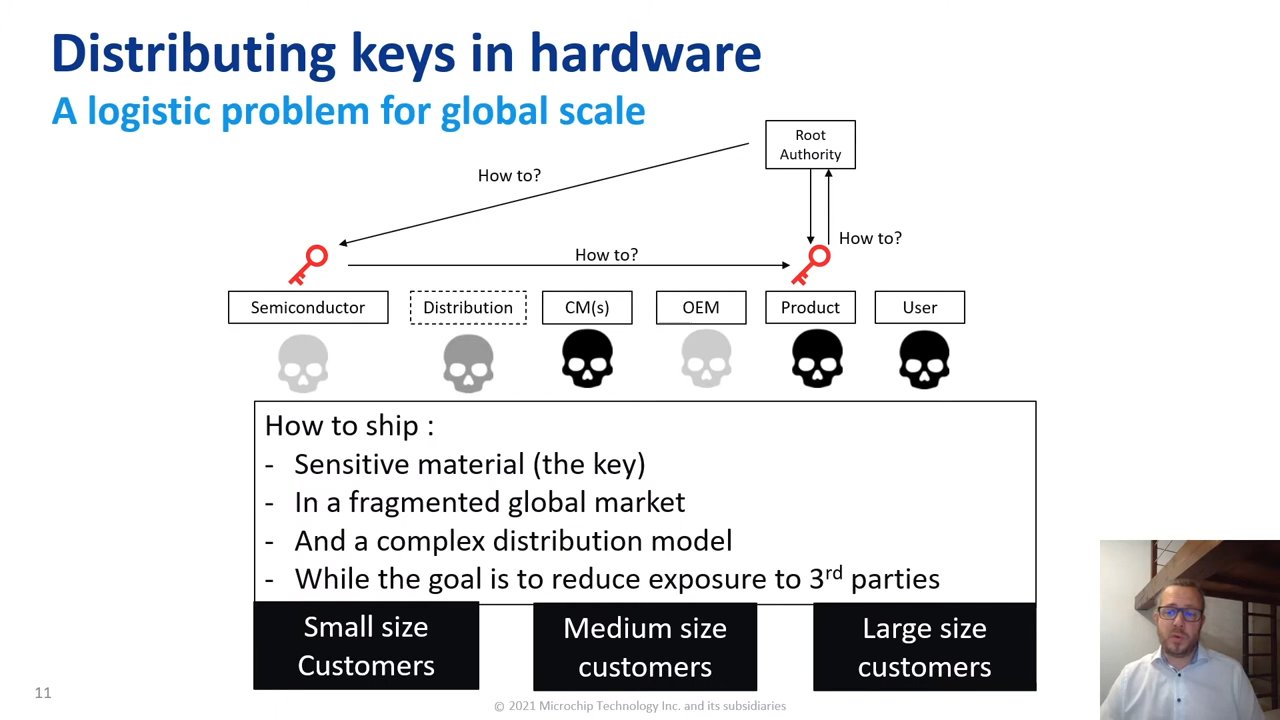 Distributing keys in hardware
A logistic problem for global scale
Root
Authority
How to?
How to?
How to?
Semiconductor
Distribution
CM(s)
OEM
Product
User
How to ship :
- Sensitive material (the key)
- In a fragmented global market
- And a complex distribution model
- While the goal is to reduce exposure to 3rd parties
Small size
Customers
Medium size
customers
Large size
customers
11
© 2021 Microchip Technology Inc. and its subsidiaries